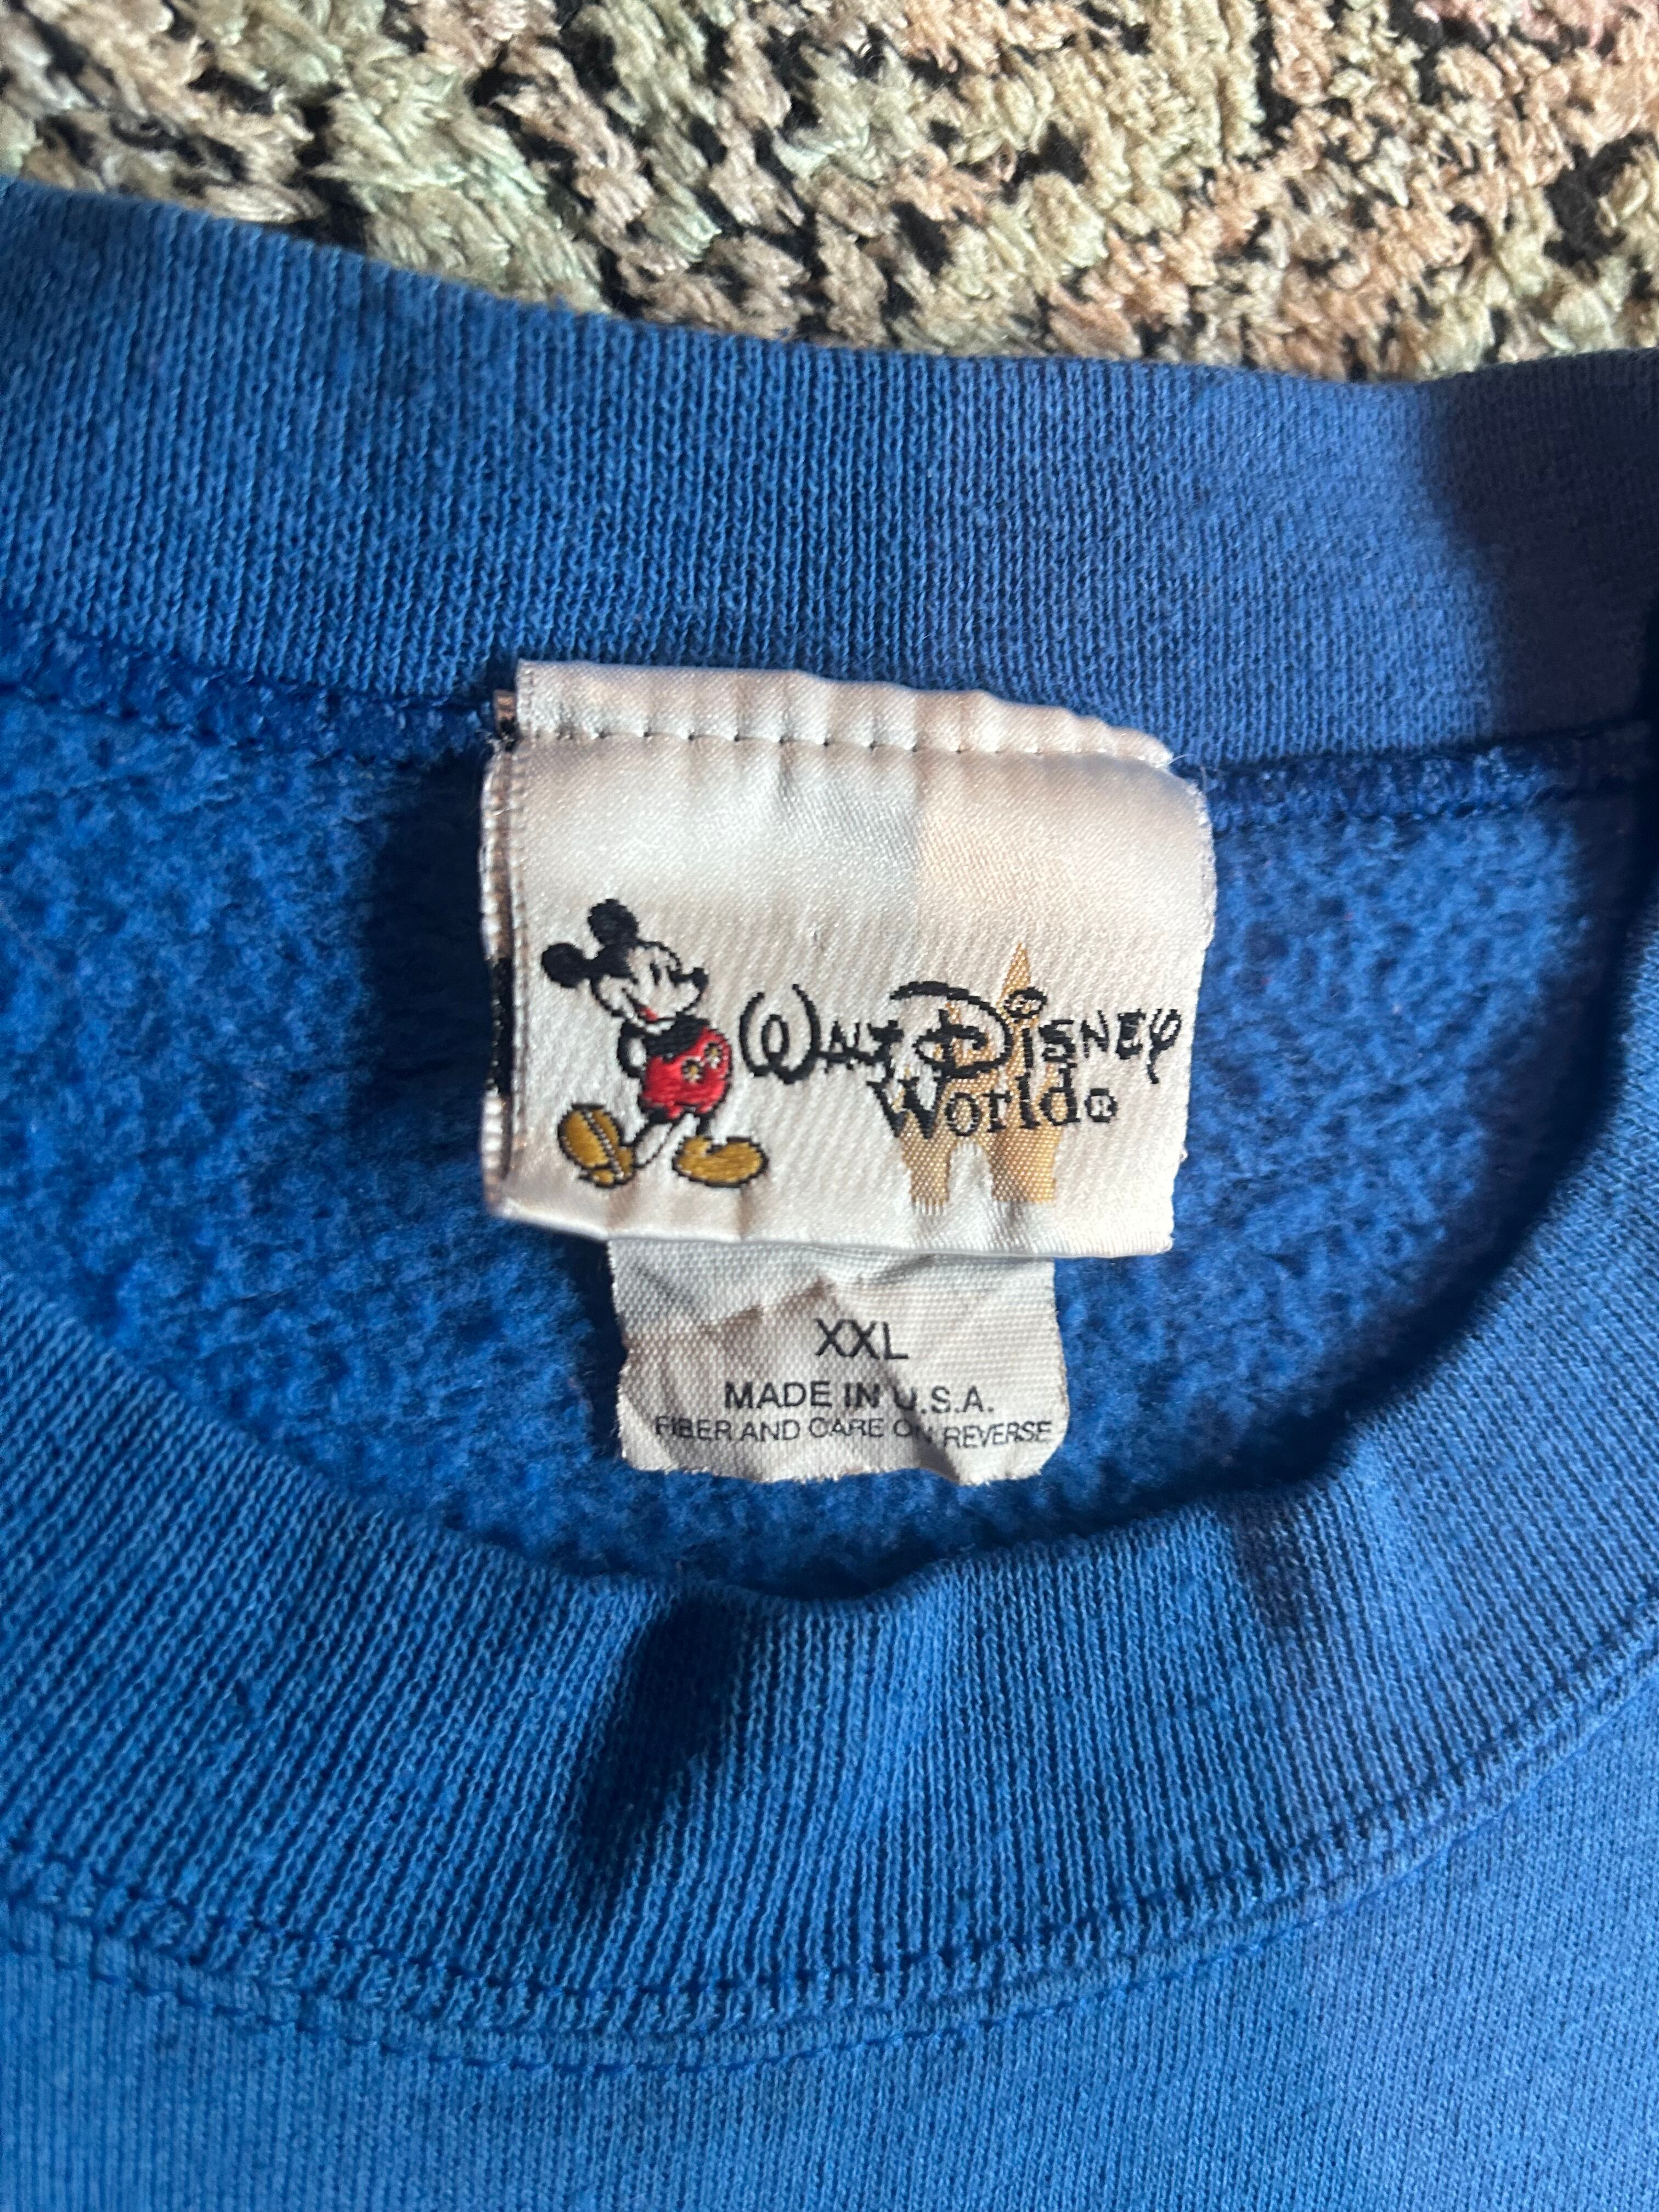 WALT DISNEY
World®
XXL
MADE IN U.S.A.
FIBER AND CARE ON REVERSE